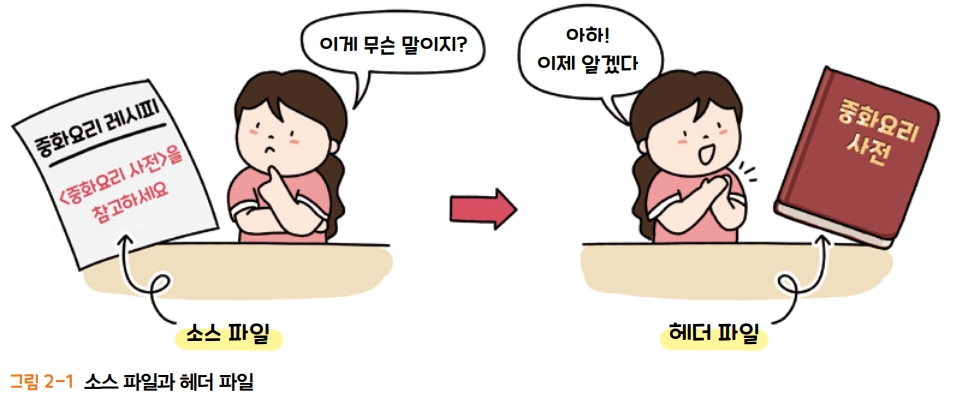 이게 무슨 말이지?
아하!
이제 알겠다
중화요리 레시피
<중화요리 사전>을
참고하세요
중화요리
사전
소스 파일
헤더 파일
그림 2-1 소스 파일과 헤더 파일